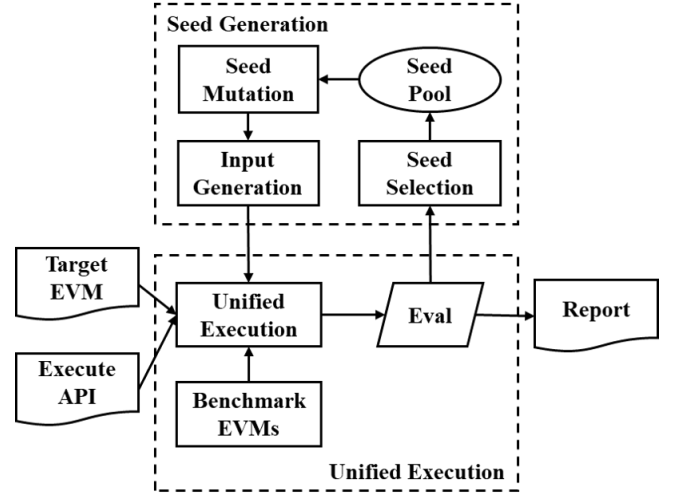 Seed Generation
Seed
Mutation
Seed
Pool
Input
Generation
Seed
Selection
Target
EVM
Unified
Execution
Eval
Report
Execute
API
Benchmark
EVMs
Unified Execution